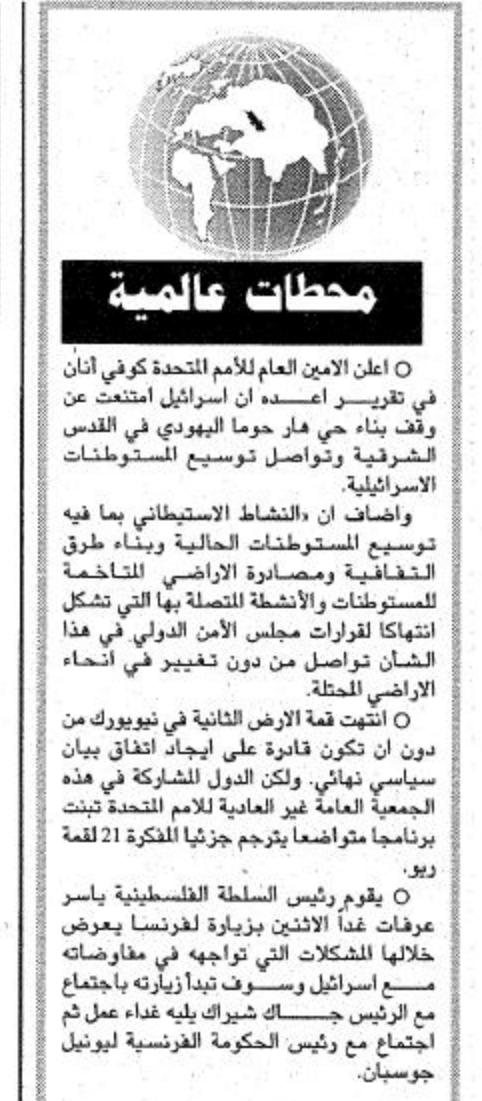 محطات عالمية
○ اعلن الامين العام للأمم المتحدة كوفي أنان
في تقريـــر اعـــده ان اسرائيل امتنعت عن
وقف بناء حي هار حوما اليهودي في القدس
الشرقية وتواصل توسيع المستوطنات
الاسرائيلية.
واضاف ان «النشاط الاستيطاني بما فيه
توسيع المستوطنات الحالية وبناء طرق
التفافية ومصادرة الاراضي المتاخمة
للمستوطنات والأنشطة المتصلة بها التي تشكل
انتهاكا لقرارات مجلس الأمن الدولي في هذا
الشأن تواصل من دون تغيير في انحاء
الاراضي المحتلة.
○ انتهت قمة الارض الثانية في نيويورك من
دون ان تكون قادرة على ايجاد اتفاق بيان
سياسي نهائي. ولكن الدول المشاركة في هذه
الجمعية العامة غير العادية للامم المتحدة تبنت
برنامجا متواضعا يترجم جزئيا المفكرة 21 لقمة
ريو.
○ يقوم رئيس السلطة الفلسطينية ياسر
عرفات غداً الاثنين بزيارة لفرنسا يعرض
خلالها المشكلات التي تواجهه في مفاوضاته
مـــع اسرائيل وسـوف تبدأ زيارته باجتماع
مع الرئيس جـــاك شيراك يليه غداء عمل ثم
اجتماع مع رئيس الحكومة الفرنسية ليونيل
جوسبان.